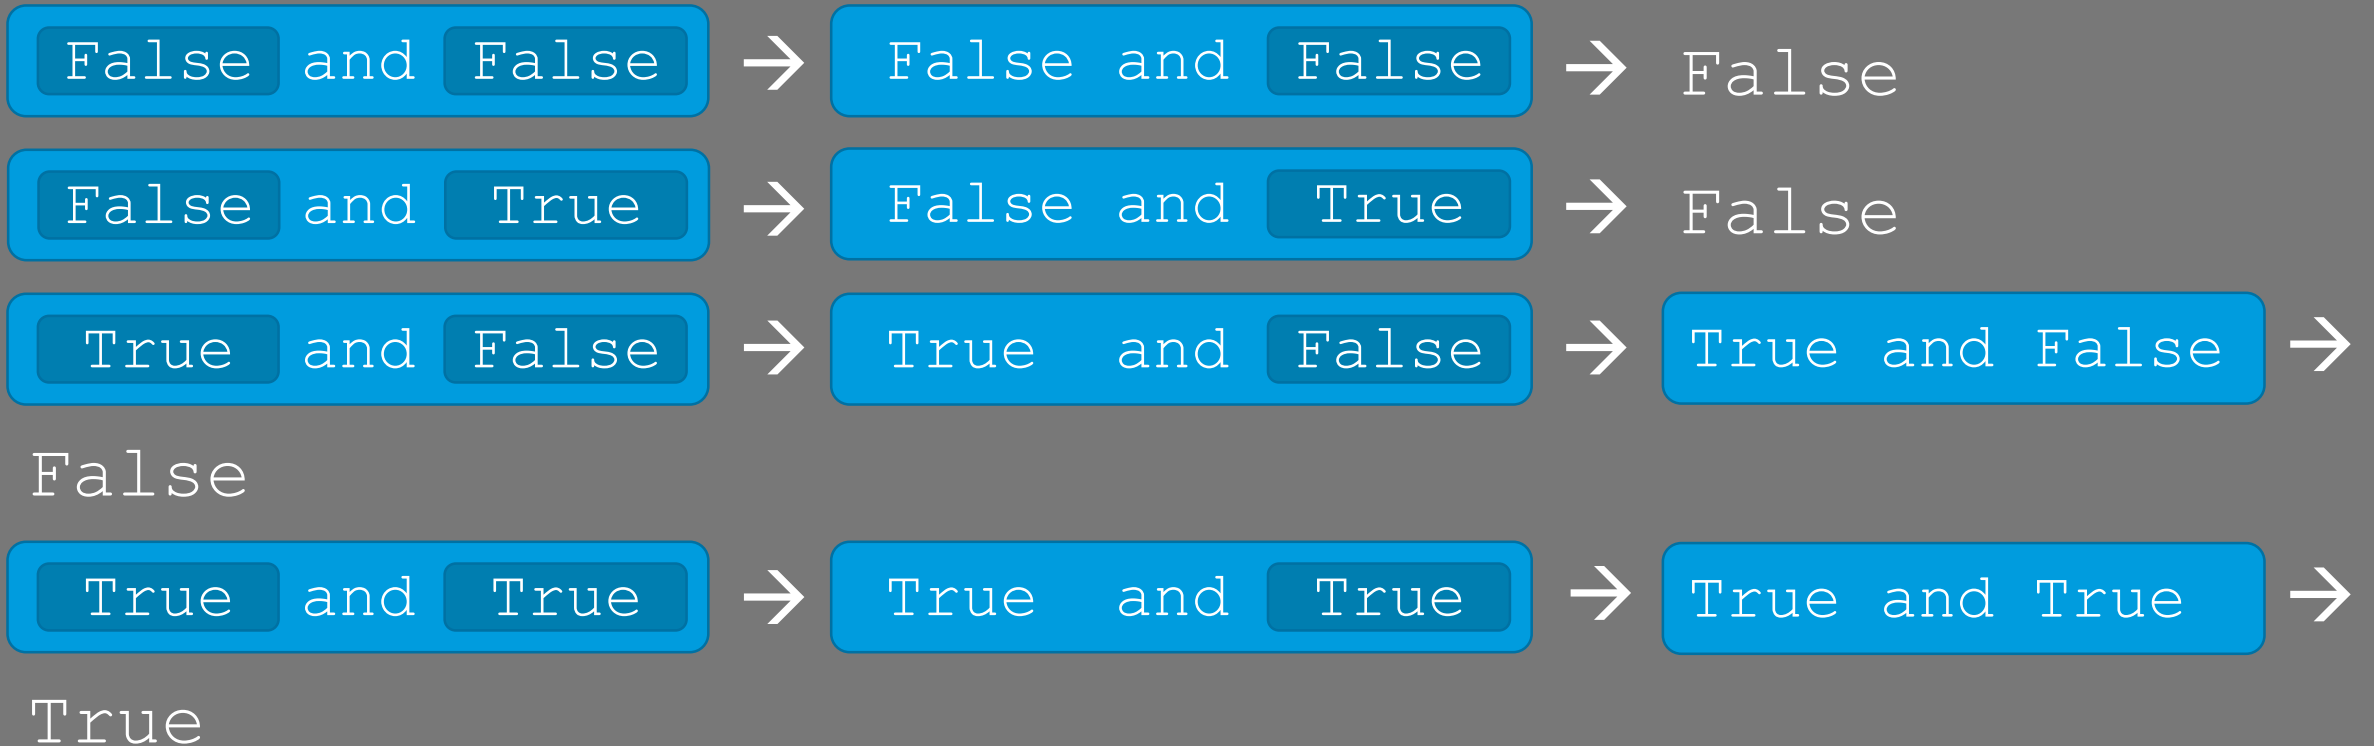 False and False → False and False → False
False and True → False and True → False
True and False → True and False → True and False →
False
True and True → True and True → True and True →
True